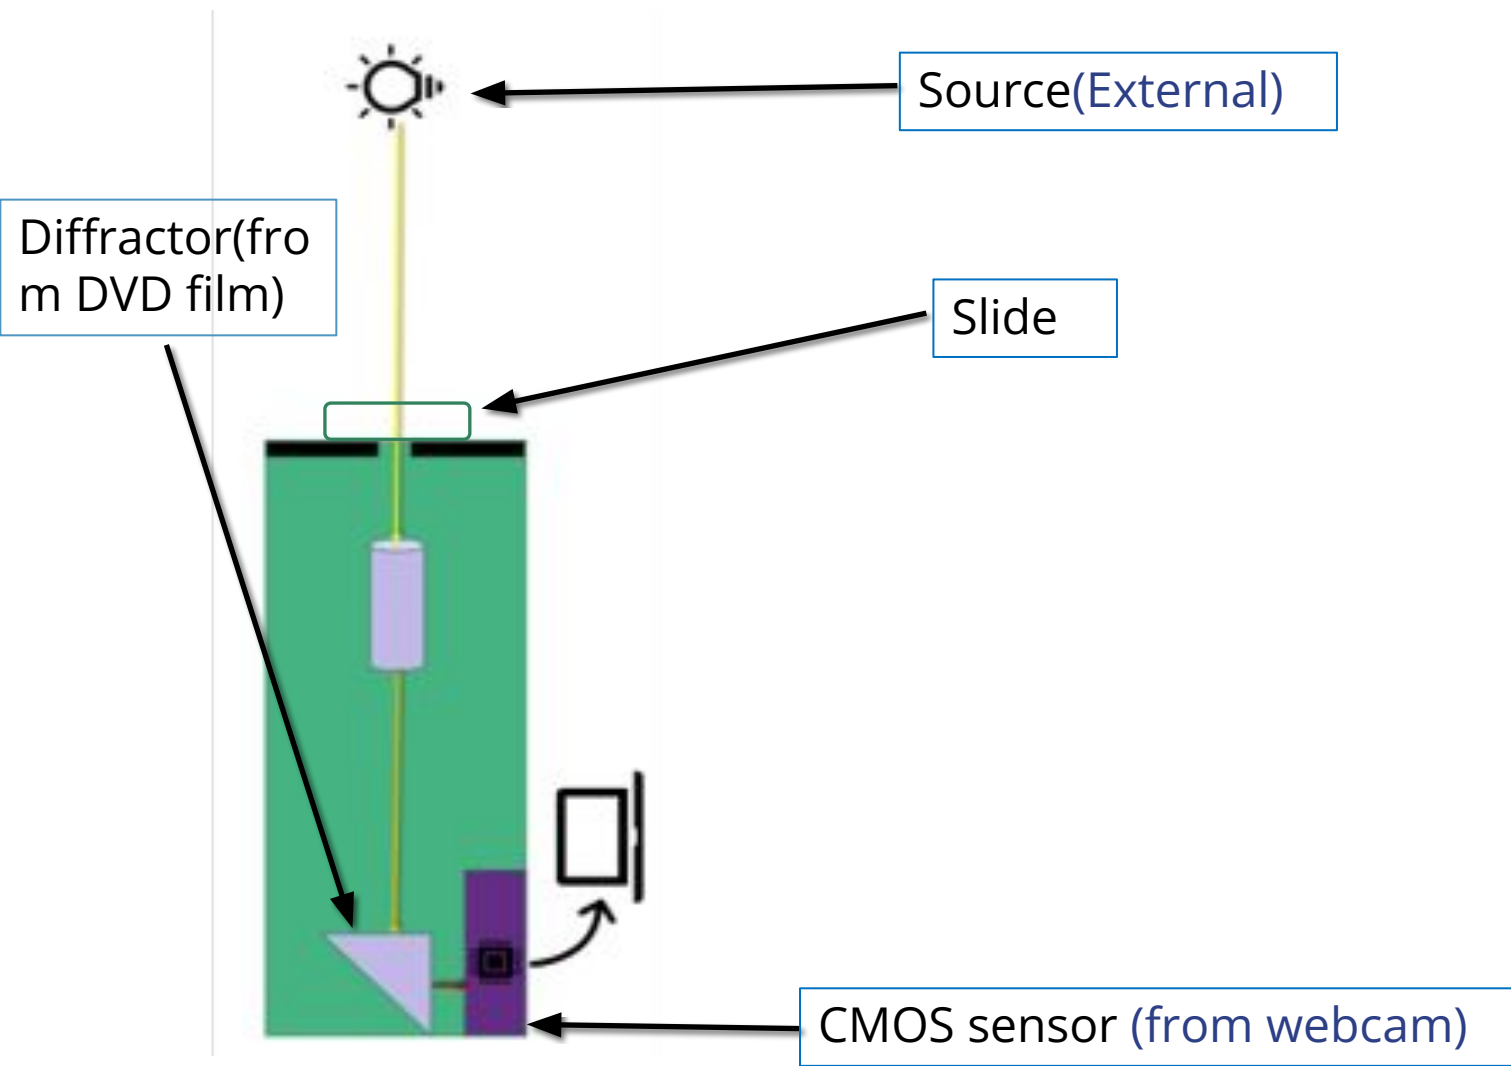 Source(External)
Diffractor(fro
m DVD film)
Slide
CMOS sensor (from webcam)